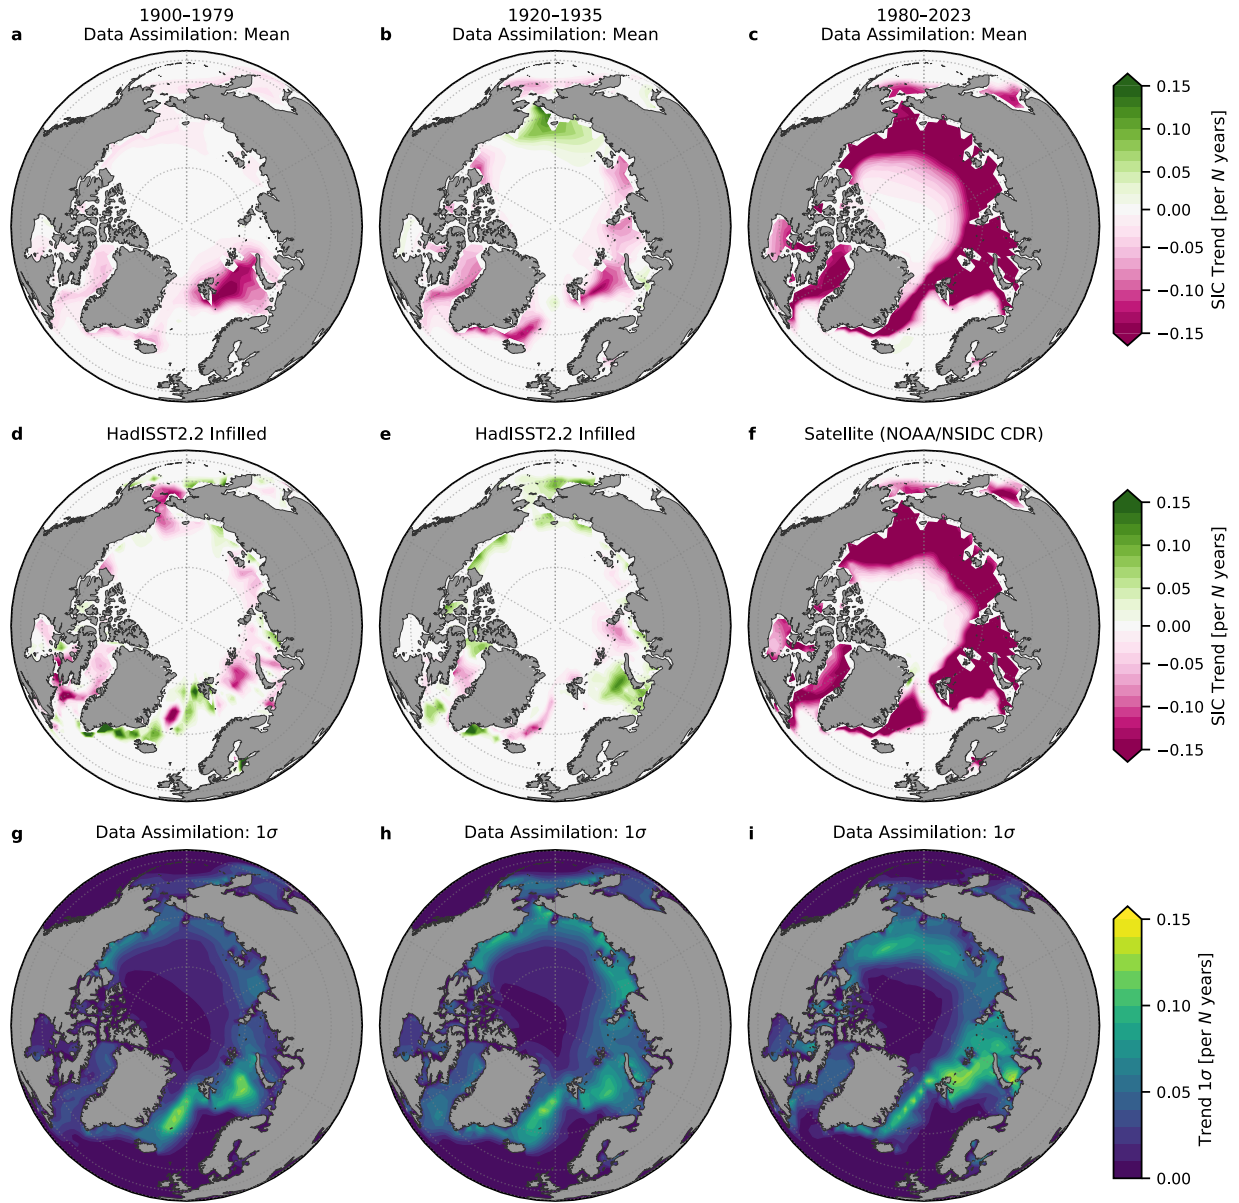 1900–1979
a Data Assimilation: Mean
1920–1935
b Data Assimilation: Mean
1980–2023
c Data Assimilation: Mean
0.15
0.10
0.05
0.00
−0.05
−0.10
−0.15
SIC Trend [per N years]
d HadISST2.2 Infilled
e HadISST2.2 Infilled
f Satellite (NOAA/NSIDC CDR)
0.15
0.10
0.05
0.00
−0.05
−0.10
−0.15
SIC Trend [per N years]
g Data Assimilation: 1σ
h Data Assimilation: 1σ
i Data Assimilation: 1σ
0.15
0.10
0.05
0.00
Trend 1σ [per N years]